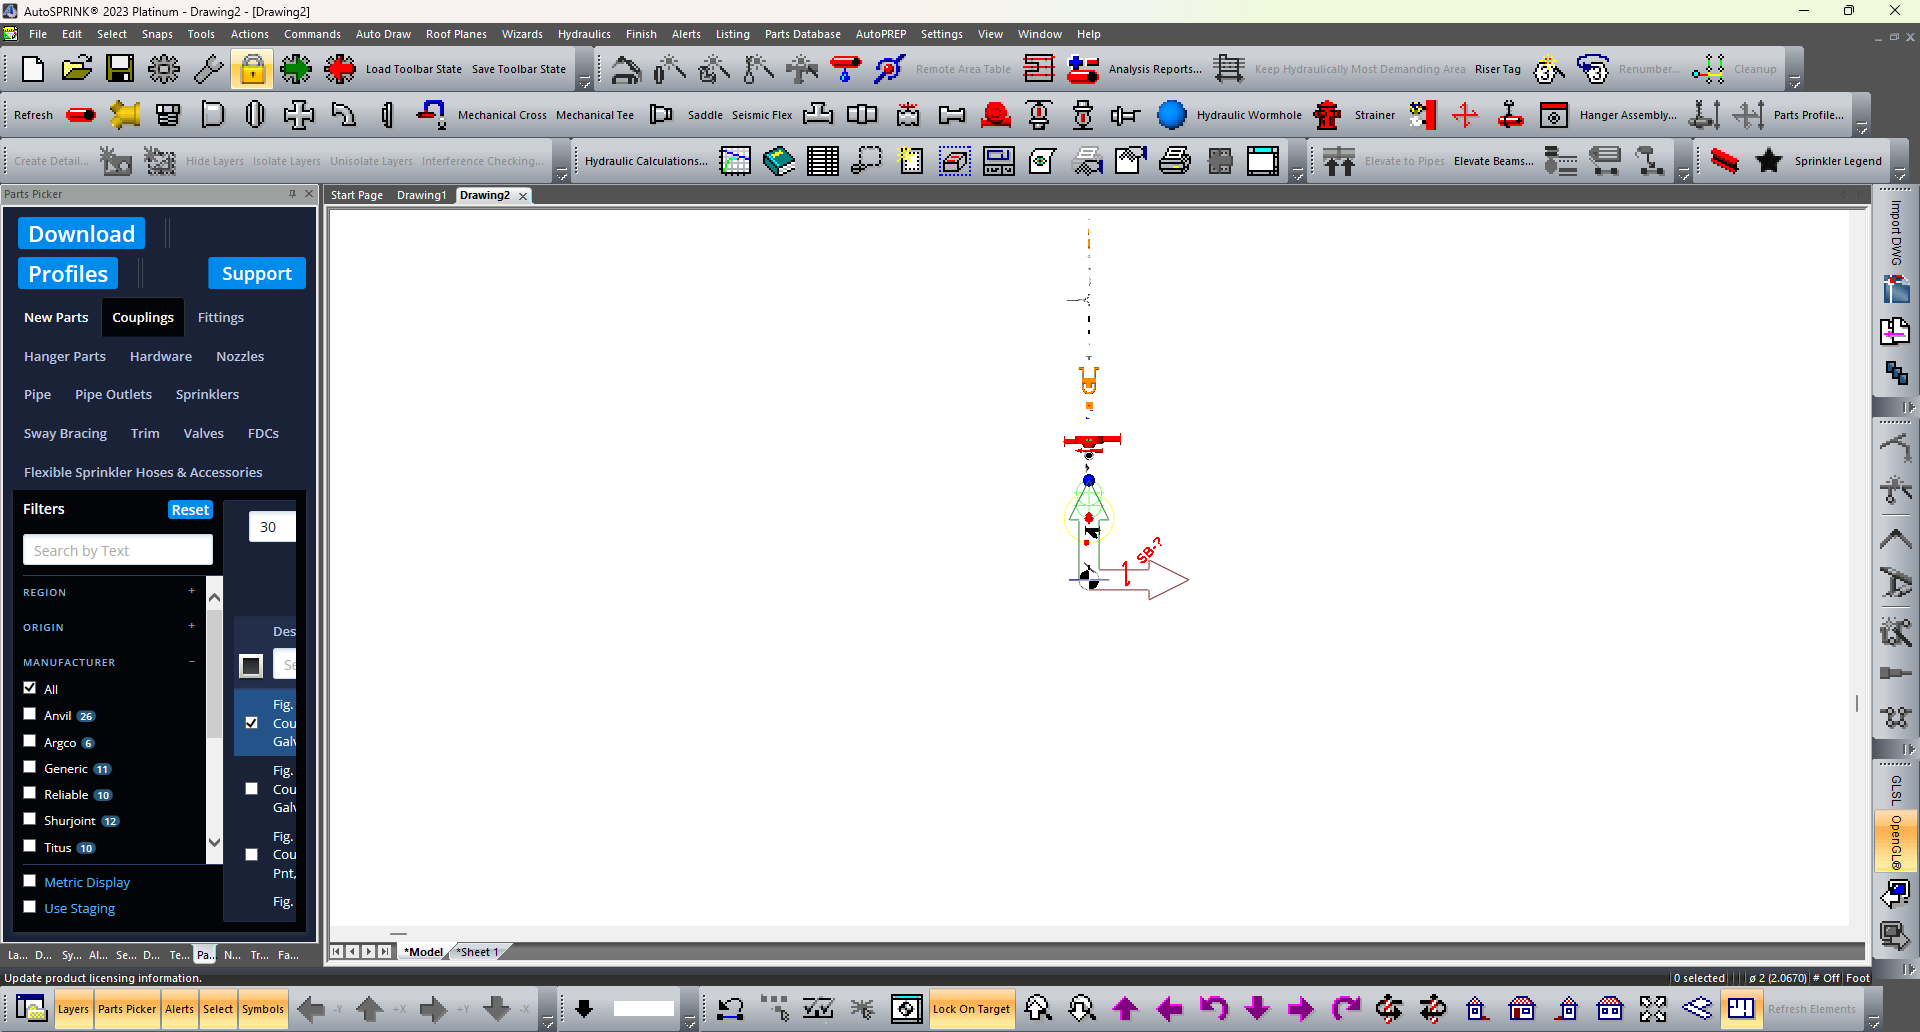 AutoSPRINK® 2023 Platinum - Drawing2 - [Drawing2]
File Edit Select Snaps Tools Actions Commands Auto Draw Roof Planes Wizards Hydraulics Finish Alerts Listing Parts Database AutoPREP Settings View Window Help
Load Toolbar State Save Toolbar State Remote Area Table Analysis Reports... Keep Hydraulically Most Demanding Area Riser Tag Renumber... Cleanup
Refresh Mechanical Cross Mechanical Tee Saddle Seismic Flex Hydraulic Wormhole Strainer Hanger Assembly... Parts Profile...
Create Detail... Hide Layers Isolate Layers Unisolate Layers Interference Checking... Hydraulic Calculations... Elevate to Pipes Elevate Beams... Sprinkler Legend
Parts Picker
Start Page Drawing1 Drawing2
Download
Profiles Support
New Parts Couplings Fittings
Hanger Parts Hardware Nozzles
Pipe Pipe Outlets Sprinklers
Sway Bracing Trim Valves FDCs
Flexible Sprinkler Hoses & Accessories
Filters Reset
30
Search by Text
REGION +
ORIGIN +
Des
MANUFACTURER −
Se
All
Anvil 26
Argco 6
Generic 11
Reliable 10
Shurjoint 12
Titus 10
Fig.
Cou
Galv
Fig.
Cou
Galv
Fig.
Cou
Pnt,
Fig.
Metric Display
Use Staging
SB-?
1
Import DWG
GLSL
OpenGL®
La... D... Sy... Al... Se... D... Te... Pa... N... Tr... Fa...
*Model *Sheet 1
Update product licensing information.
0 selected ø 2 (2.0670) # Off Foot
Layers Parts Picker Alerts Select Symbols -Y +X +Y -X Lock On Target Refresh Elements